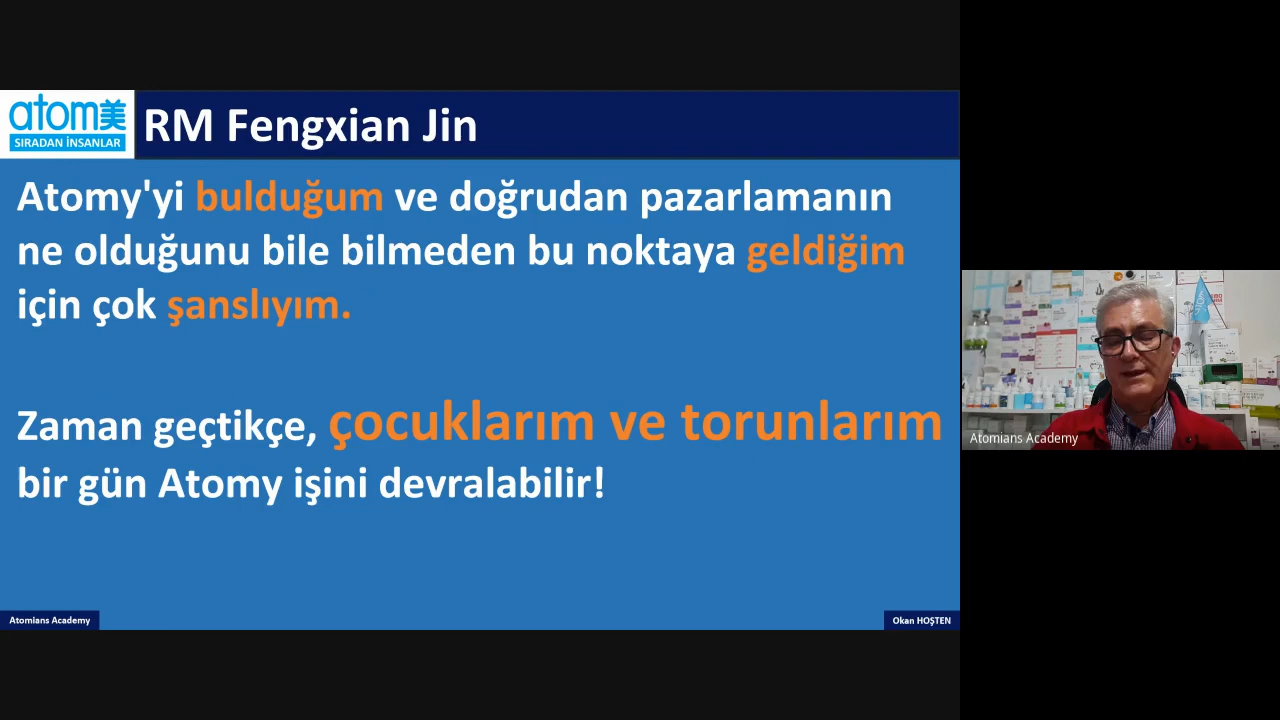 atom美
SIRADAN İNSANLAR
RM Fengxian Jin
Atomy'yi bulduğum ve doğrudan pazarlamanın
ne olduğunu bile bilmeden bu noktaya geldiğim
için çok şanslıyım.
Zaman geçtikçe, çocuklarım ve torunlarım
bir gün Atomy işini devralabilir!
Atomians Academy
Okan HOŞTEN
Atomians Academy